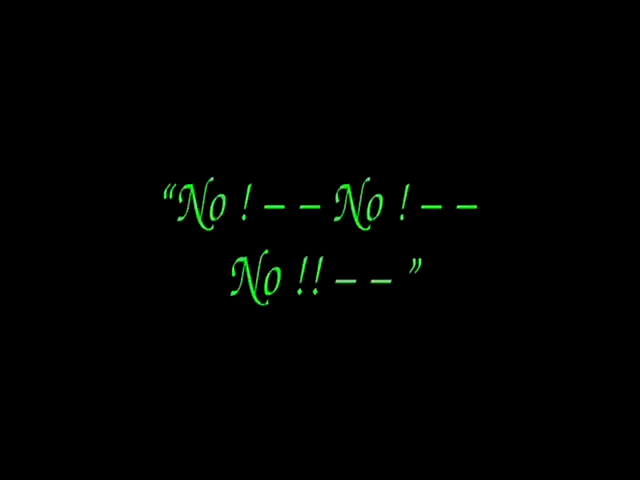 “No ! – – No ! – –
No !! – – ”